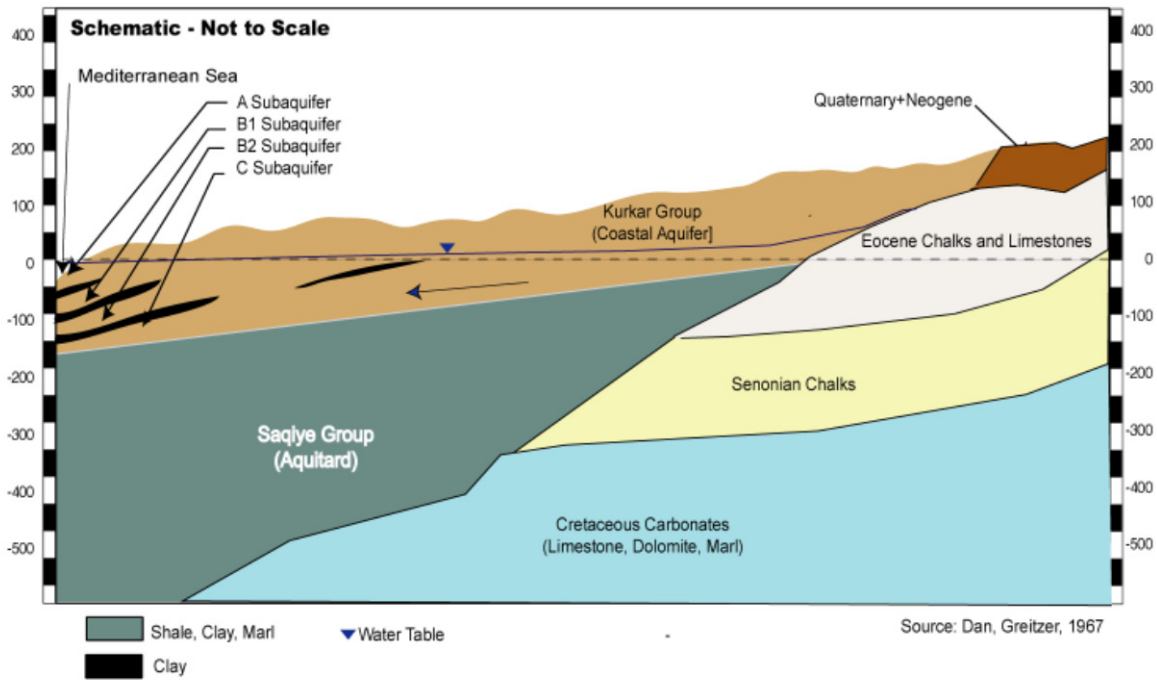 Schematic - Not to Scale
Mediterranean Sea
A Subaquifer
B1 Subaquifer
B2 Subaquifer
C Subaquifer
Quaternary+Neogene
Kurkar Group
(Coastal Aquifer]
Eocene Chalks and Limestones
Senonian Chalks
Saqiye Group
(Aquitard)
Cretaceous Carbonates
(Limestone, Dolomite, Marl)
400
300
200
100
0
-100
-200
-300
-400
-500
400
300
200
100
0
-100
-200
-300
-400
-500
Shale, Clay, Marl
Water Table
Clay
Source: Dan, Greitzer, 1967